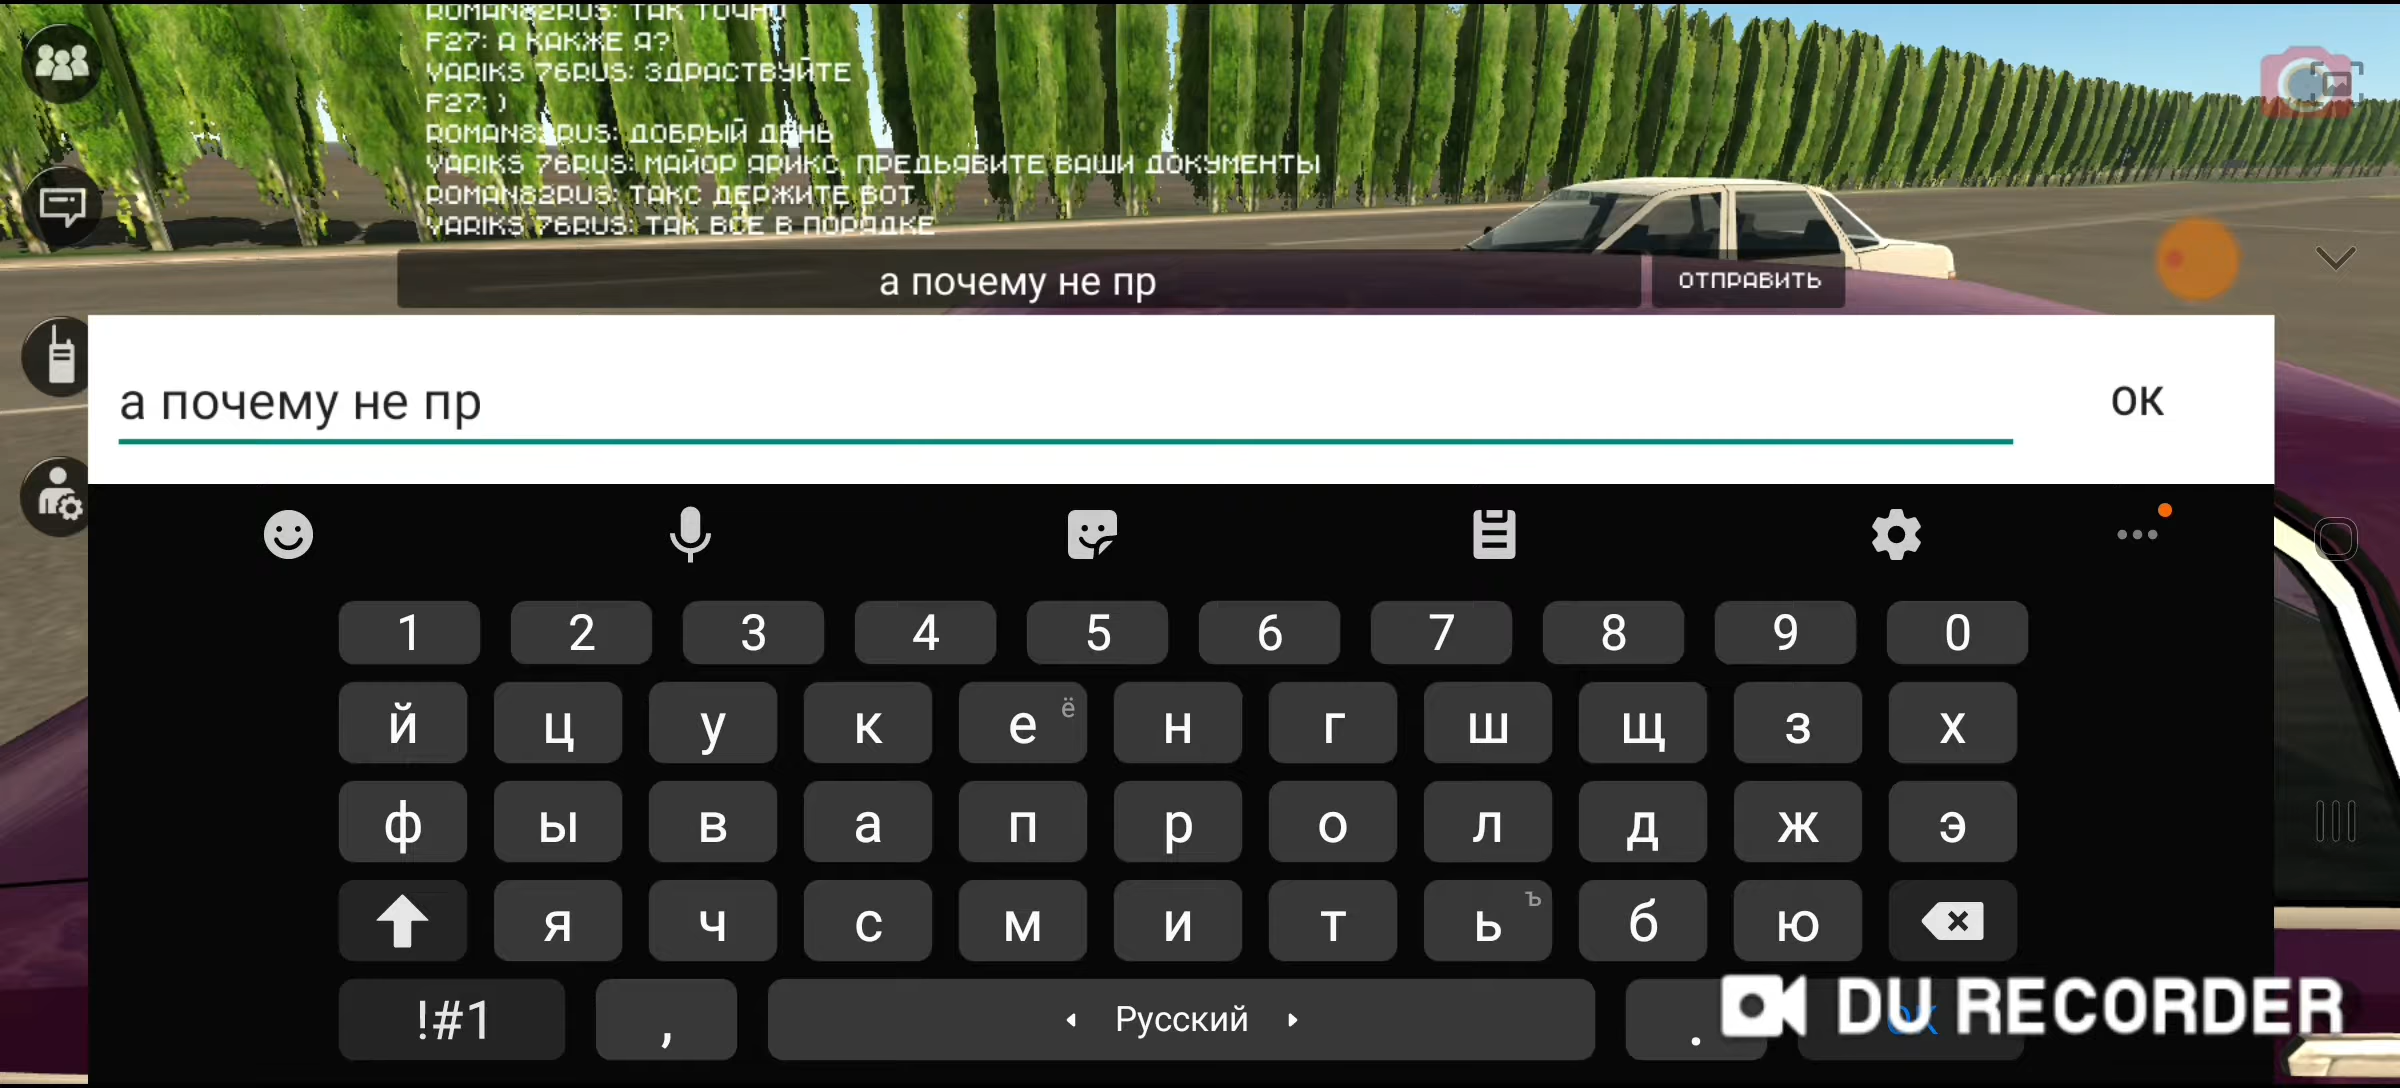 ROMAN82RUS: ТАК ТОЧНО
F27: А КАКЖЕ Я?
YARIKS 76RUS: ЗДРАСТВУЙТЕ
F27: )
ROMAN82RUS: ДОБРЫЙ ДЕНЬ
YARIKS 76RUS: МАЙОР ЯРИКС, ПРЕДЬЯВИТЕ ВАШИ ДОКУМЕНТЫ
ROMAN82RUS: ТАКС ДЕРЖИТЕ ВОТ
YARIKS 76RUS: ТАК ВСЕ В ПОРЯДКЕ
а почему не пр ОТПРАВИТЬ
а почему не пр OK
1 2 3 4 5 6 7 8 9 0
й ц у к е ё н г ш щ з х
ф ы в а п р о л д ж э
я ч с м и т ь ъ б ю
!#1 , Русский . OK
DU RECORDER